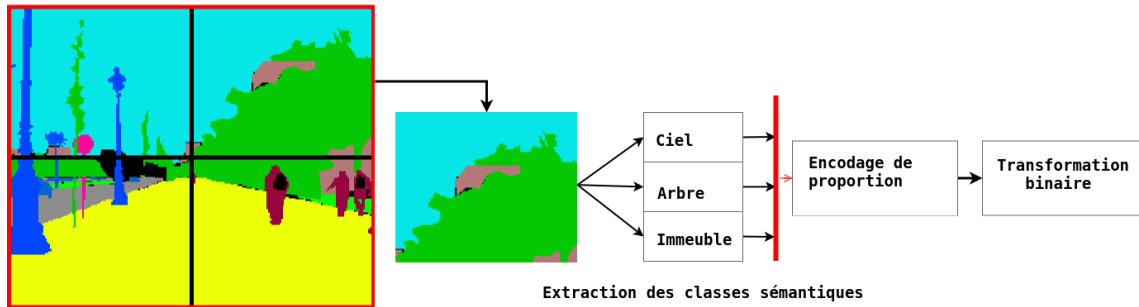 Ciel
Arbre
Immeuble
Encodage de
proportion
Transformation
binaire
Extraction des classes sémantiques